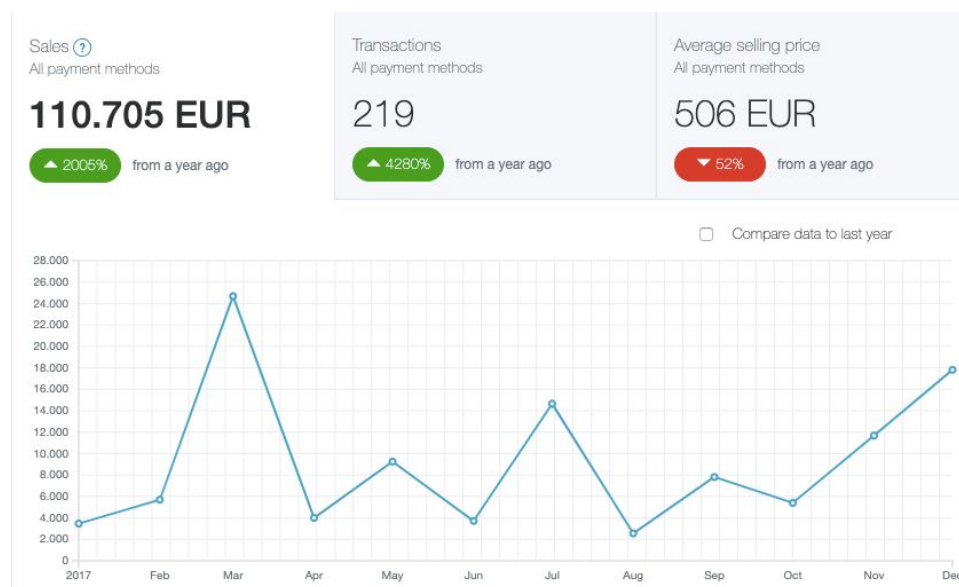 Sales ?
All payment methods
110.705 EUR
2005% from a year ago
Transactions
All payment methods
219
4280% from a year ago
Average selling price
All payment methods
506 EUR
52% from a year ago
Compare data to last year
28.000
26.000
24.000
22.000
20.000
18.000
16.000
14.000
12.000
10.000
8.000
6.000
4.000
2.000
0
2017 Feb Mar Apr May Jun Jul Aug Sep Oct Nov Dec